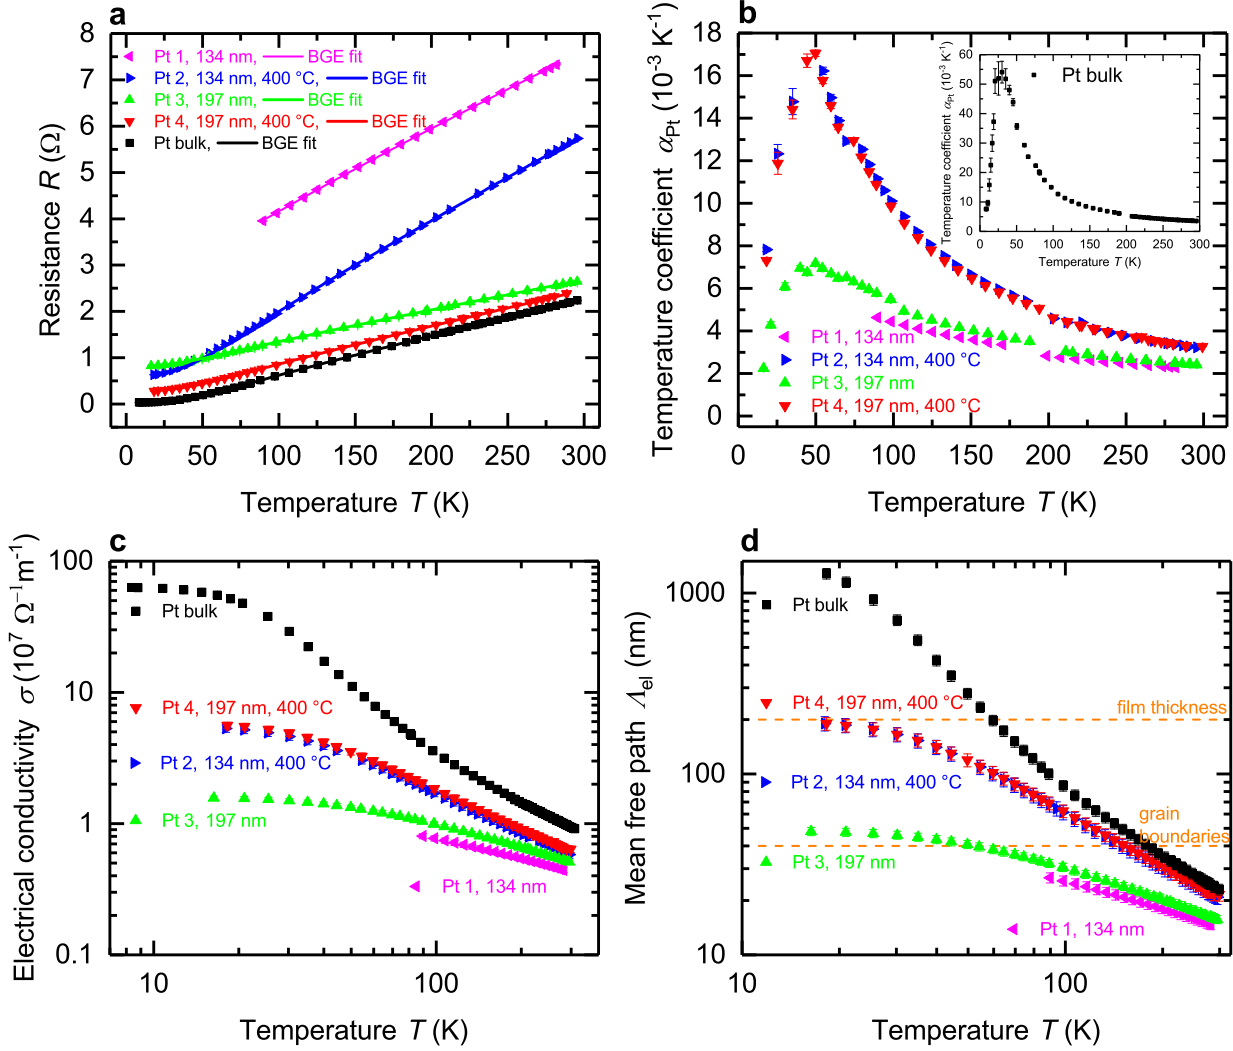 a
8
7
6
5
4
3
2
1
0
Resistance R (Ω)
Pt 1, 134 nm, BGE fit
Pt 2, 134 nm, 400 °C, BGE fit
Pt 3, 197 nm, BGE fit
Pt 4, 197 nm, 400 °C, BGE fit
Pt bulk, BGE fit
0 50 100 150 200 250 300
Temperature T (K)
b
18
16
14
12
10
8
6
4
2
0
Temperature coefficient αPt (10⁻³ K⁻¹)
60
50
40
30
20
10
0
Temperature coefficient αPt (10⁻³ K⁻¹)
Pt bulk
0 50 100 150 200 250 300
Temperature T (K)
Pt 1, 134 nm
Pt 2, 134 nm, 400 °C
Pt 3, 197 nm
Pt 4, 197 nm, 400 °C
0 50 100 150 200 250 300
Temperature T (K)
c
100
10
1
0.1
Electrical conductivity σ (10⁷ Ω⁻¹m⁻¹)
Pt bulk
Pt 4, 197 nm, 400 °C
Pt 2, 134 nm, 400 °C
Pt 3, 197 nm
Pt 1, 134 nm
10 100
Temperature T (K)
d
1000
100
10
Mean free path Λel (nm)
Pt bulk
Pt 4, 197 nm, 400 °C
film thickness
Pt 2, 134 nm, 400 °C
grain
boundaries
Pt 3, 197 nm
Pt 1, 134 nm
10 100
Temperature T (K)